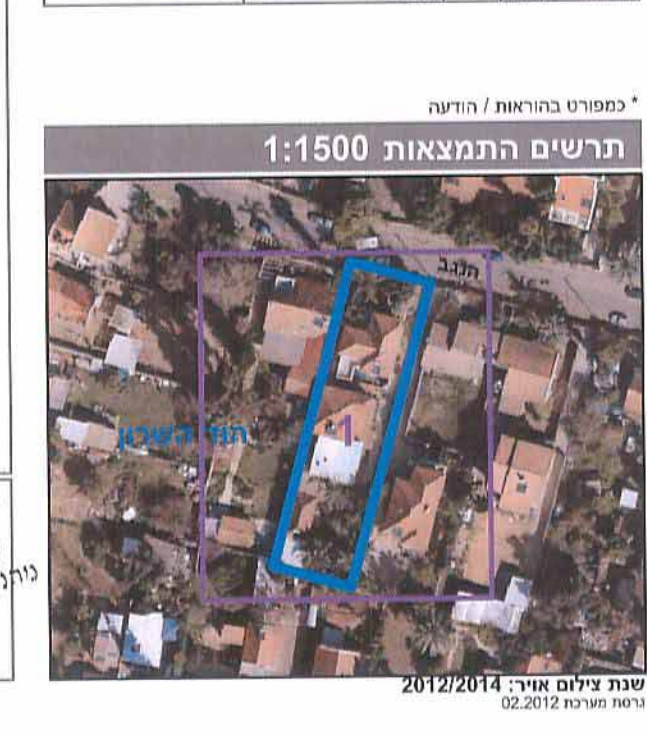 * כמפורט בהוראות / הודעה
תרשים התמצאות 1:1500
הנגב
הוד השרון
1
שנת צילום אויר: 2012/2014
גרסת מערכת 02.2012